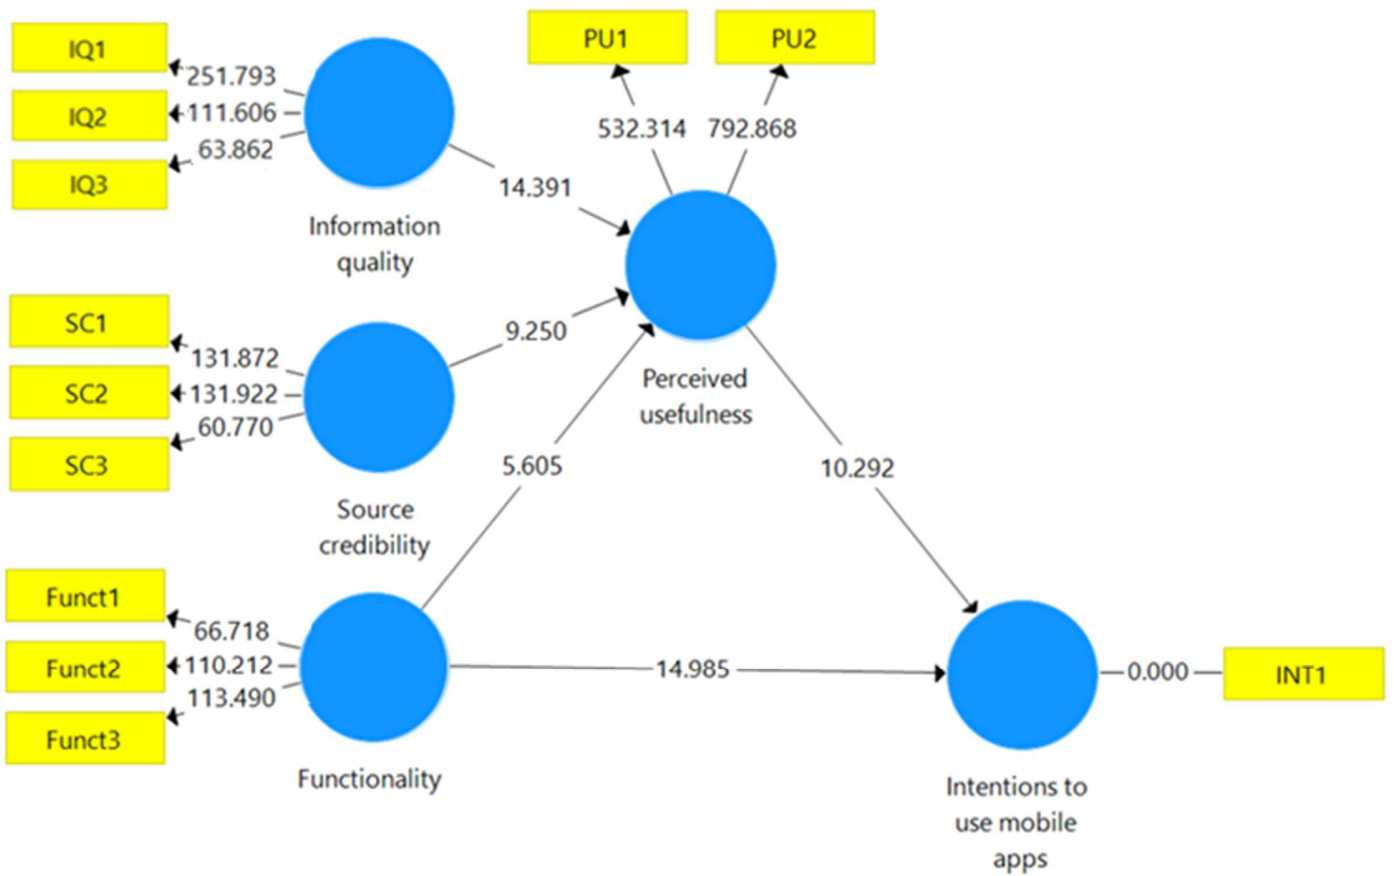 IQ1
251.793
IQ2
111.606
IQ3
63.862
Information
quality
PU1
PU2
532.314
792.868
14.391
Perceived
usefulness
SC1
131.872
SC2
131.922
SC3
60.770
Source
credibility
9.250
5.605
10.292
Funct1
66.718
Funct2
110.212
Funct3
113.490
Functionality
14.985
0.000
INT1
Intentions to
use mobile
apps